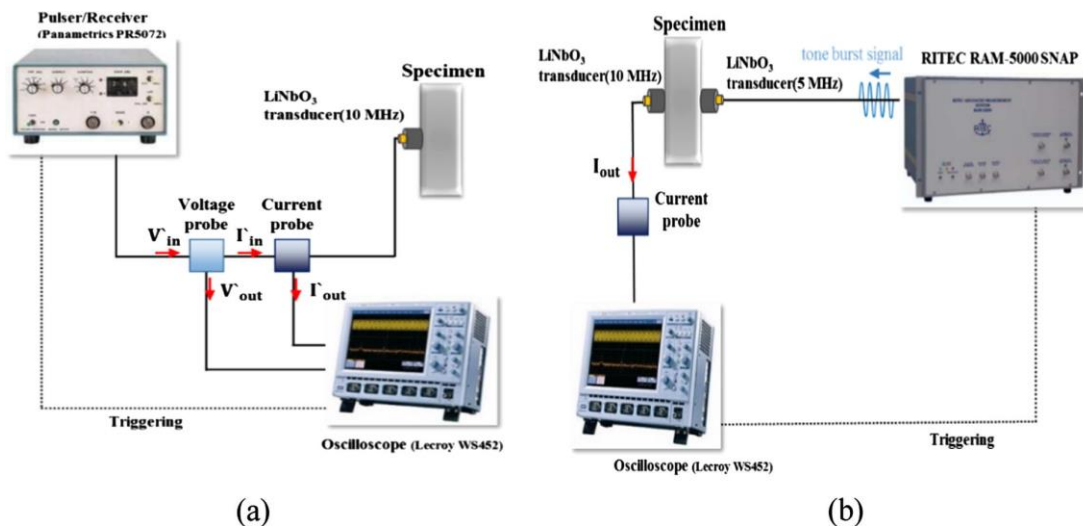 Pulser/Receiver
(Panametrics PR5072)
Specimen
LiNbO₃
transducer(10 MHz)
Voltage
probe
Current
probe
V`in
I`in
V`out
I`out
Triggering
Oscilloscope (Lecroy WS452)
(a)
Specimen
LiNbO₃
transducer(10 MHz)
LiNbO₃
transducer(5 MHz)
tone burst signal
RITEC RAM-5000 SNAP
Iout
Current
probe
Triggering
Oscilloscope (Lecroy WS452)
(b)